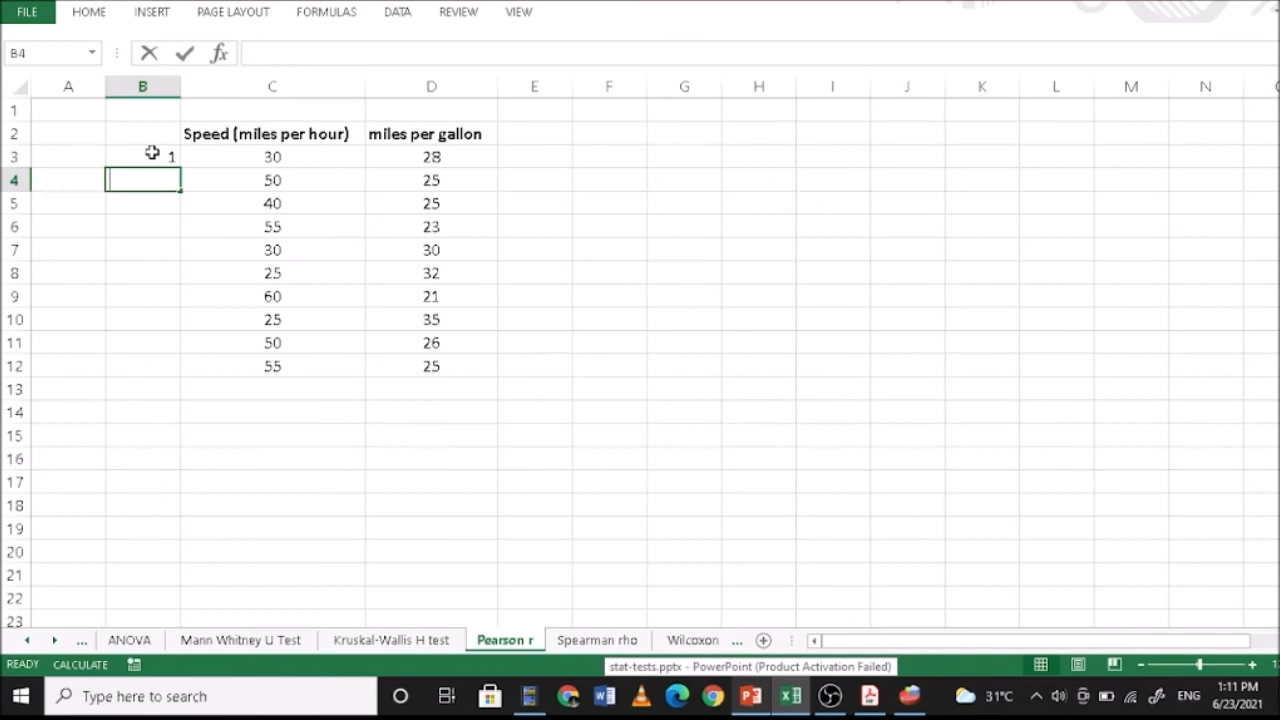 FILE HOME INSERT PAGE LAYOUT FORMULAS DATA REVIEW VIEW
B4 fx
A B C D E F G H I J K L M N
1
2 Speed (miles per hour) miles per gallon
3 1 30 28
4 50 25
5 40 25
6 55 23
7 30 30
8 25 32
9 60 21
10 25 35
11 50 26
12 55 25
13
14
15
16
17
18
19
20
21
22
23
... ANOVA Mann Whitney U Test Kruskal-Wallis H test Pearson r Spearman rho Wilcoxon ...
READY CALCULATE stat-tests.pptx - PowerPoint (Product Activation Failed)
Type here to search 31°C ENG 1:11 PM
6/23/2021